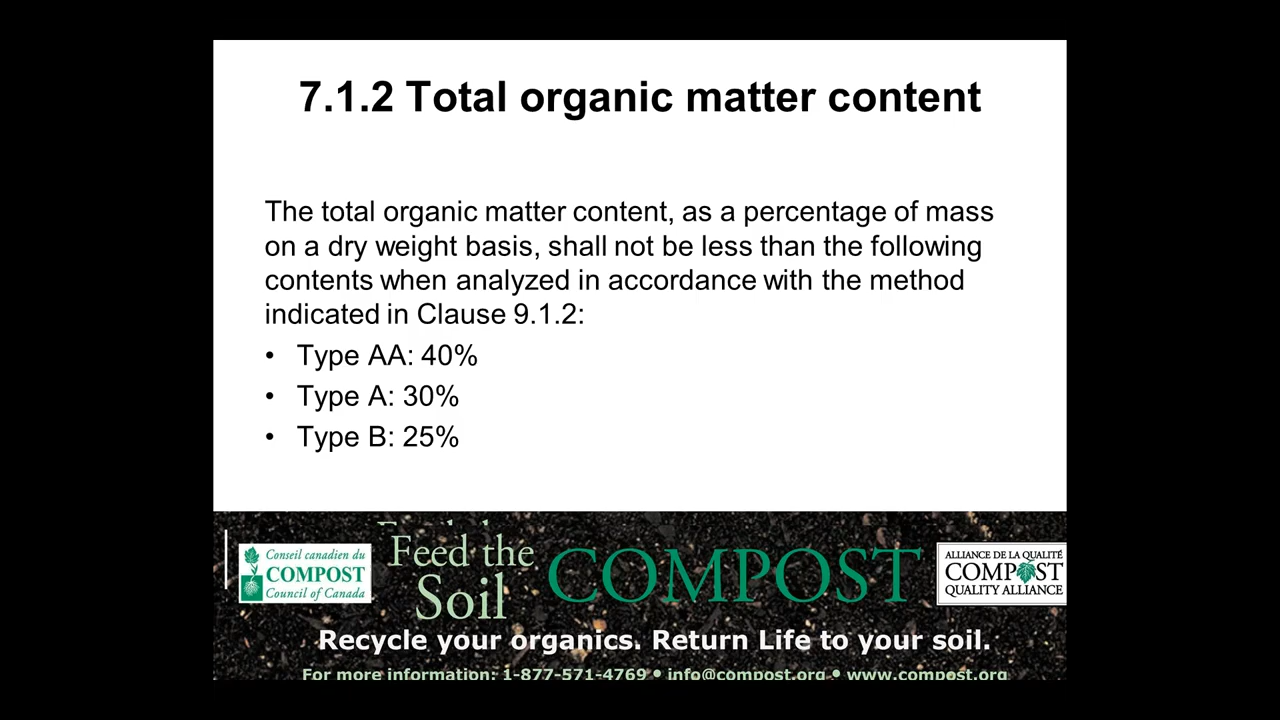 7.1.2 Total organic matter content
The total organic matter content, as a percentage of mass
on a dry weight basis, shall not be less than the following
contents when analyzed in accordance with the method
indicated in Clause 9.1.2:
• Type AA: 40%
• Type A: 30%
• Type B: 25%
Conseil canadien du
COMPOST
Council of Canada
Feed the
Soil
COMPOST
ALLIANCE DE LA QUALITÉ
COMPOST
QUALITY ALLIANCE
Recycle your organics. Return Life to your soil.
For more information: 1-877-571-4769 • info@compost.org • www.compost.org